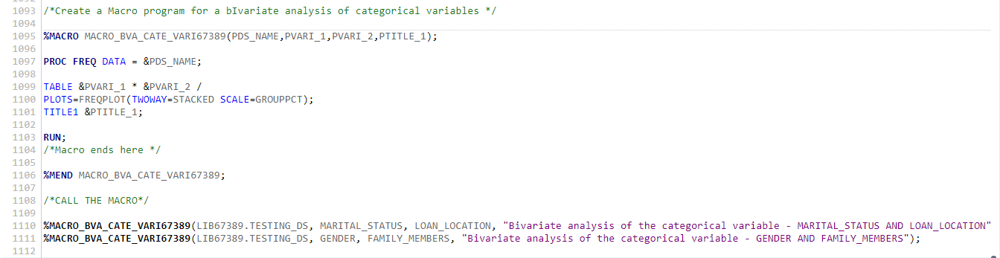 1093 /*Create a Macro program for a bIvariate analysis of categorical variables */
1094
1095 %MACRO MACRO_BVA_CATE_VARI67389(PDS_NAME,PVARI_1,PVARI_2,PTITLE_1);
1096
1097 PROC FREQ DATA = &PDS_NAME;
1098
1099 TABLE &PVARI_1 * &PVARI_2 /
1100 PLOTS=FREQPLOT(TWOWAY=STACKED SCALE=GROUPPCT);
1101 TITLE1 &PTITLE_1;
1102
1103 RUN;
1104 /*Macro ends here */
1105
1106 %MEND MACRO_BVA_CATE_VARI67389;
1107
1108 /*CALL THE MACRO*/
1109
1110 %MACRO_BVA_CATE_VARI67389(LIB67389.TESTING_DS, MARITAL_STATUS, LOAN_LOCATION, "Bivariate analysis of the categorical variable - MARITAL_STATUS AND LOAN_LOCATION"
1111 %MACRO_BVA_CATE_VARI67389(LIB67389.TESTING_DS, GENDER, FAMILY_MEMBERS, "Bivariate analysis of the categorical variable - GENDER AND FAMILY_MEMBERS");
1112